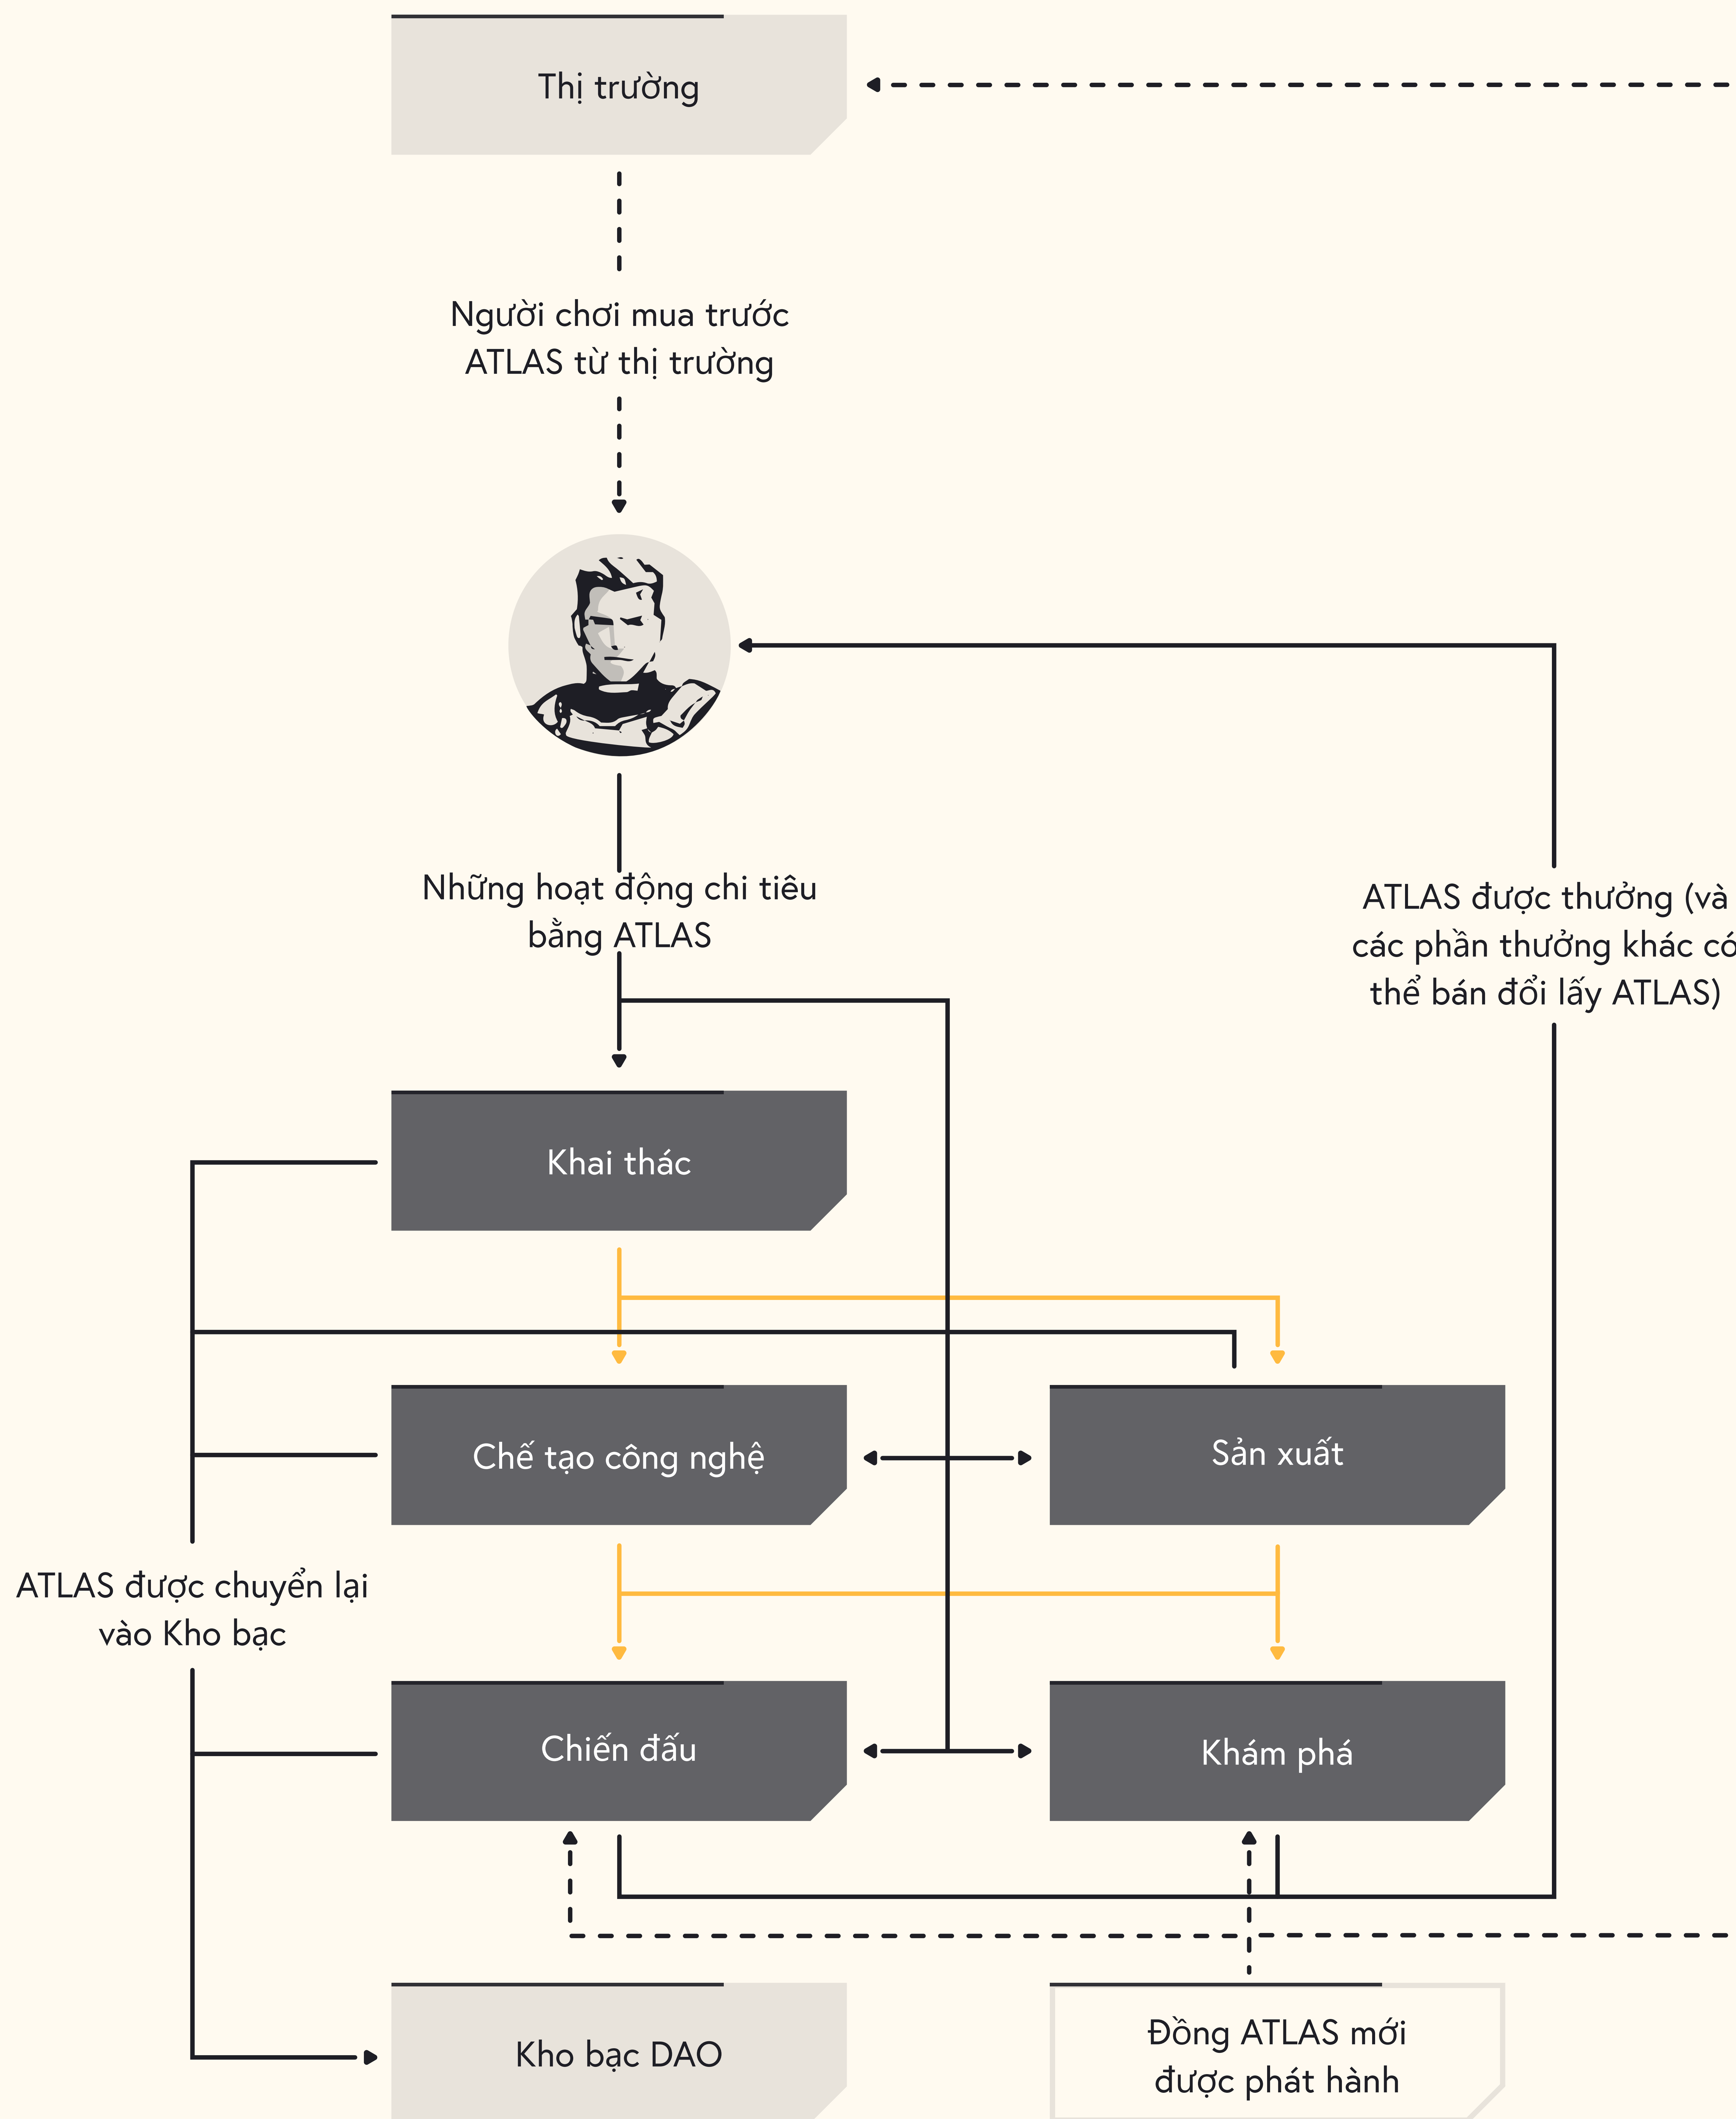 Thị trường
Người chơi mua trước
ATLAS từ thị trường
Những hoạt động chi tiêu
bằng ATLAS
ATLAS được thưởng (và
các phần thưởng khác có
thể bán đổi lấy ATLAS)
Khai thác
Chế tạo công nghệ
Sản xuất
ATLAS được chuyển lại
vào Kho bạc
Chiến đấu
Khám phá
Kho bạc DAO
Đồng ATLAS mới
được phát hành